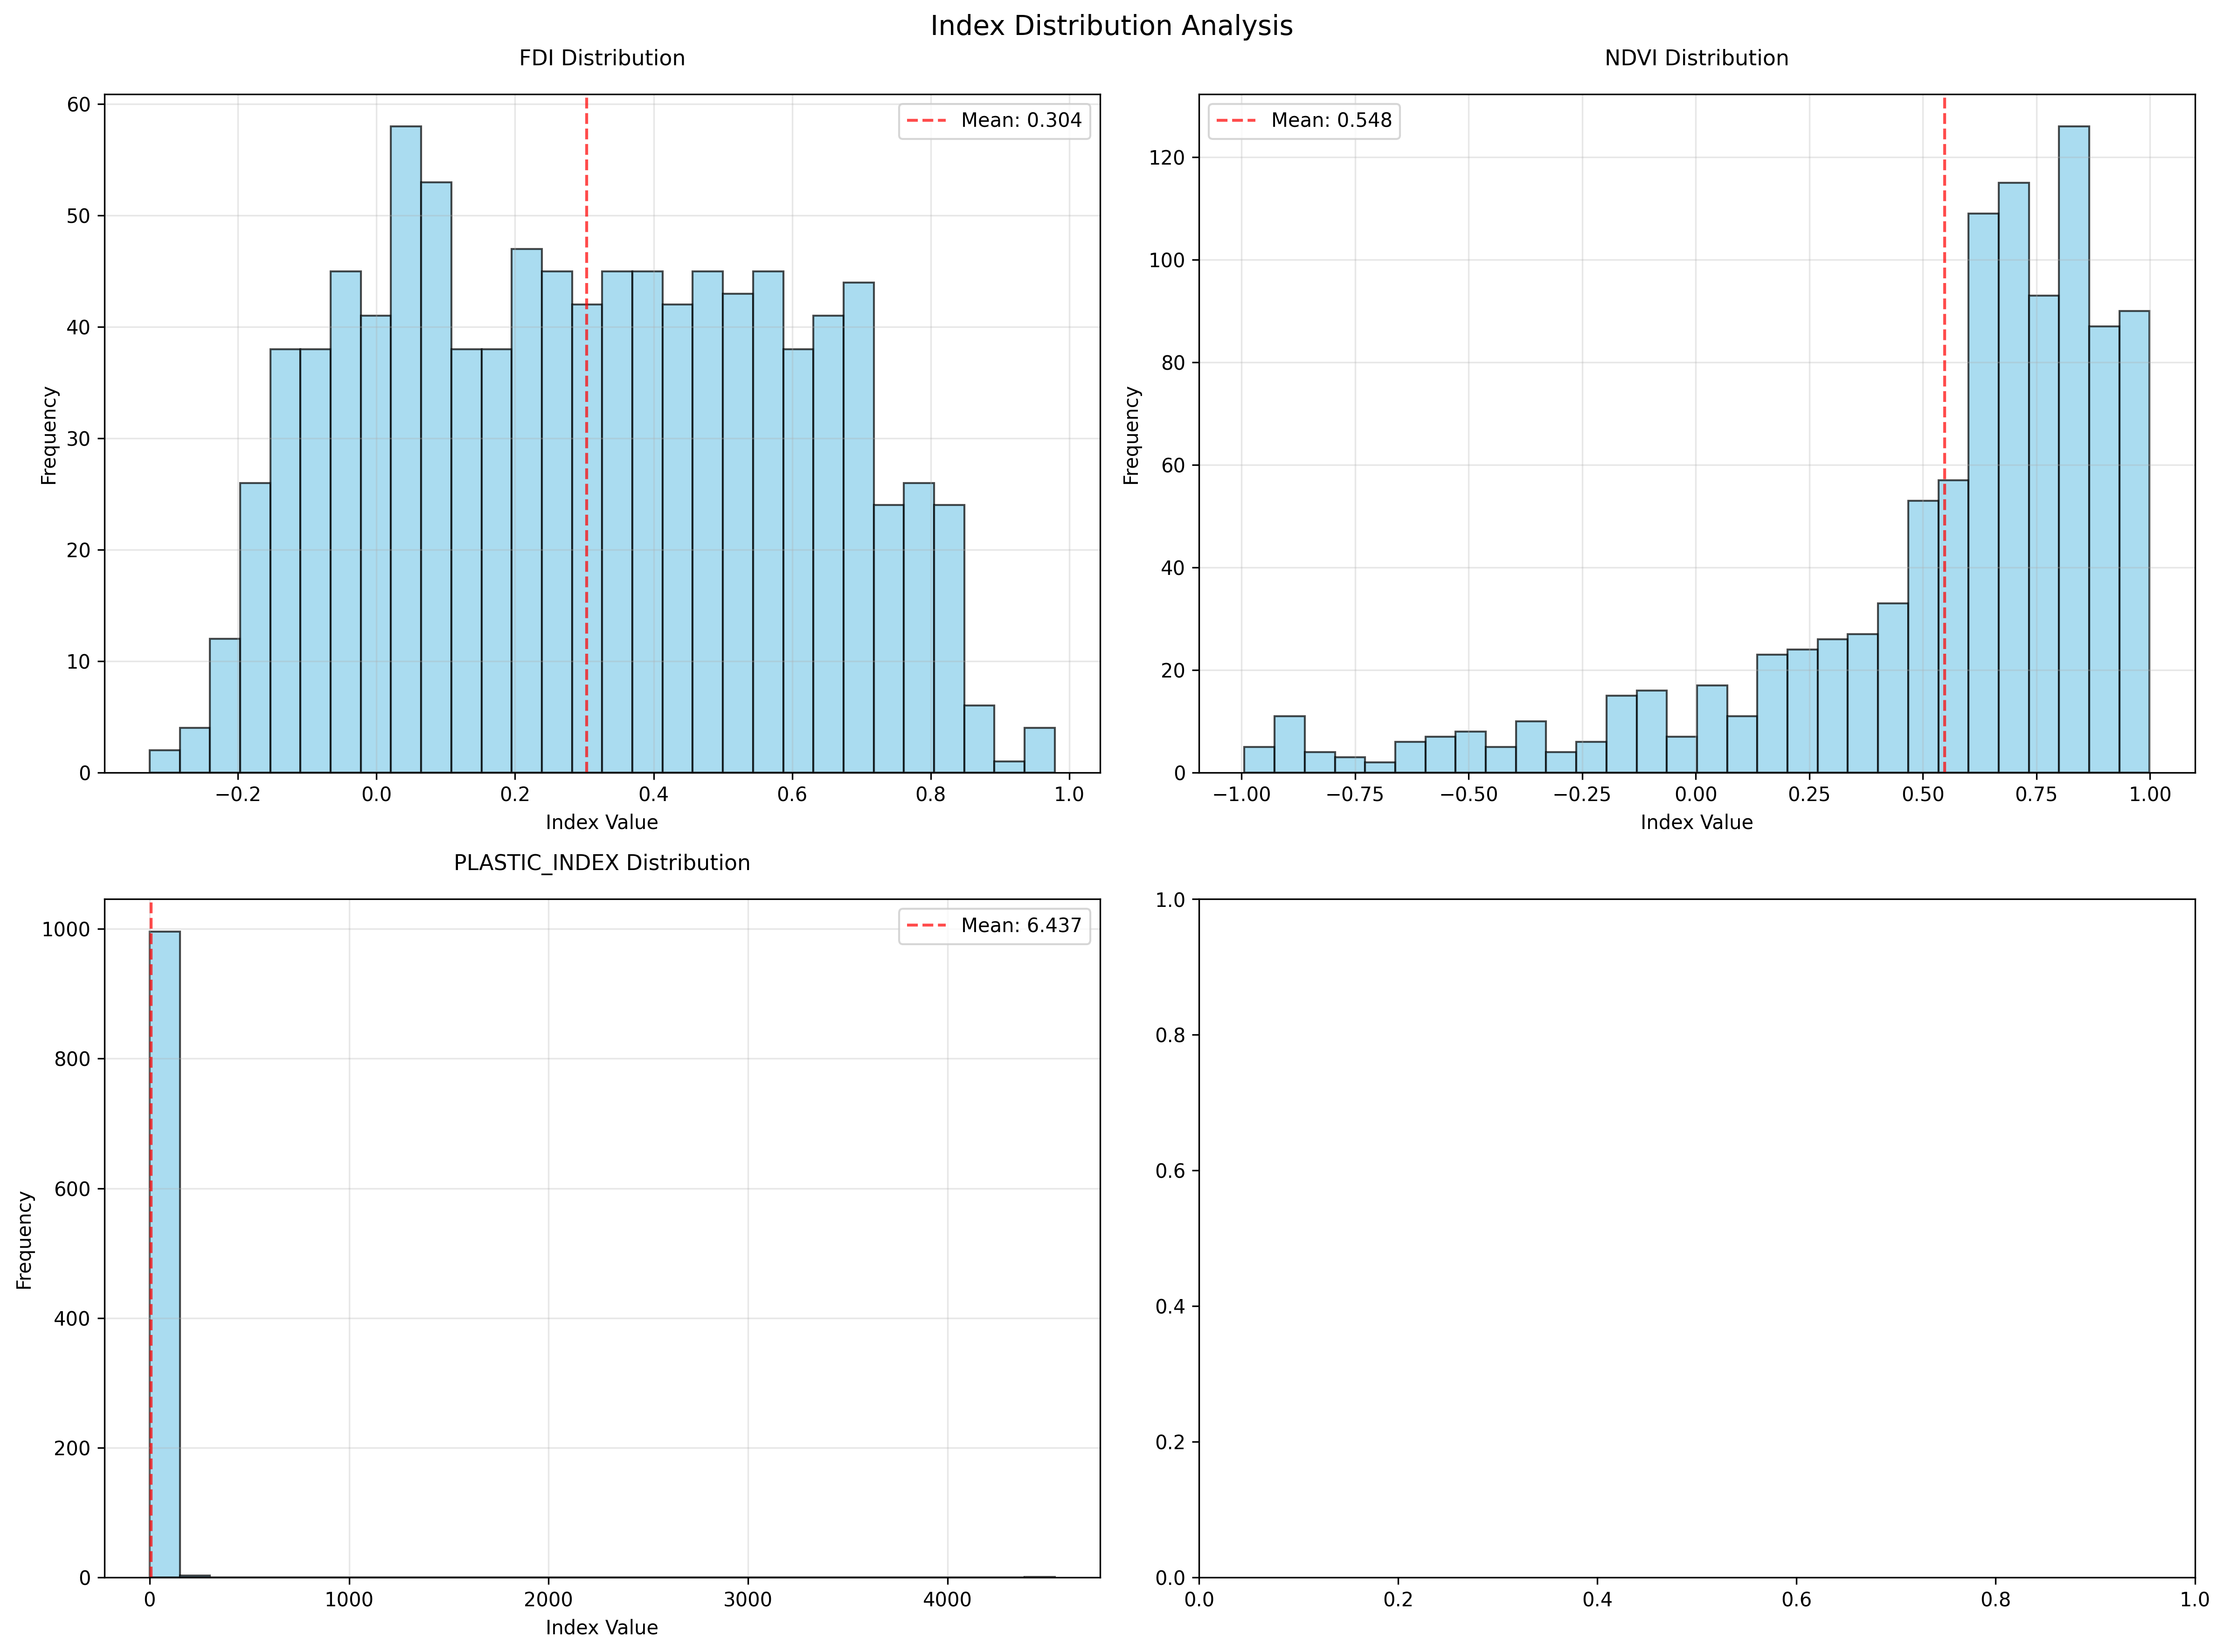 Index Distribution Analysis
FDI Distribution
60
50
40
30
20
10
0
Frequency
Mean: 0.304
−0.2 0.0 0.2 0.4 0.6 0.8 1.0
Index Value
NDVI Distribution
120
100
80
60
40
20
0
Frequency
Mean: 0.548
−1.00 −0.75 −0.50 −0.25 0.00 0.25 0.50 0.75 1.00
Index Value
PLASTIC_INDEX Distribution
1000
800
600
400
200
0
Frequency
Mean: 6.437
0 1000 2000 3000 4000
Index Value
1.0
0.8
0.6
0.4
0.2
0.0
0.0 0.2 0.4 0.6 0.8 1.0